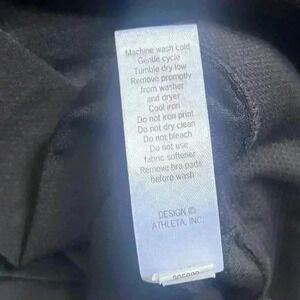 Machine wash cold
Gentle cycle
Tumble dry low
Remove promptly
from washer
and dryer
Cool iron
Do not iron print
Do not dry clean
Do not bleach
Do not use
fabric softener
Remove bra pads
before wash
DESIGN ©
ATHLETA, INC.